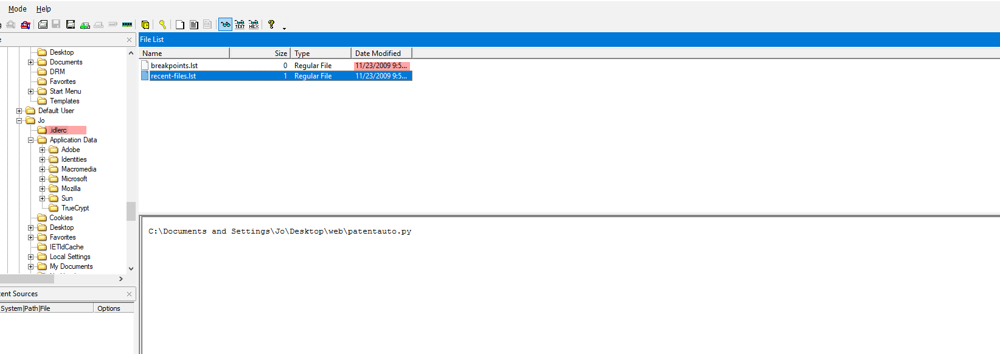 Mode Help
TEXT HEX
e
File List
Name Size Type Date Modified
breakpoints.lst 0 Regular File 11/23/2009 9:5...
recent-files.lst 1 Regular File 11/23/2009 9:5...
Desktop
Documents
DRM
Favorites
Start Menu
Templates
Default User
Jo
.idlerc
Application Data
Adobe
Identities
Macromedia
Microsoft
Mozilla
Sun
TrueCrypt
Cookies
Desktop
Favorites
IETldCache
Local Settings
My Documents
C:\Documents and Settings\Jo\Desktop\web\patentauto.py
ent Sources
System|Path|File Options